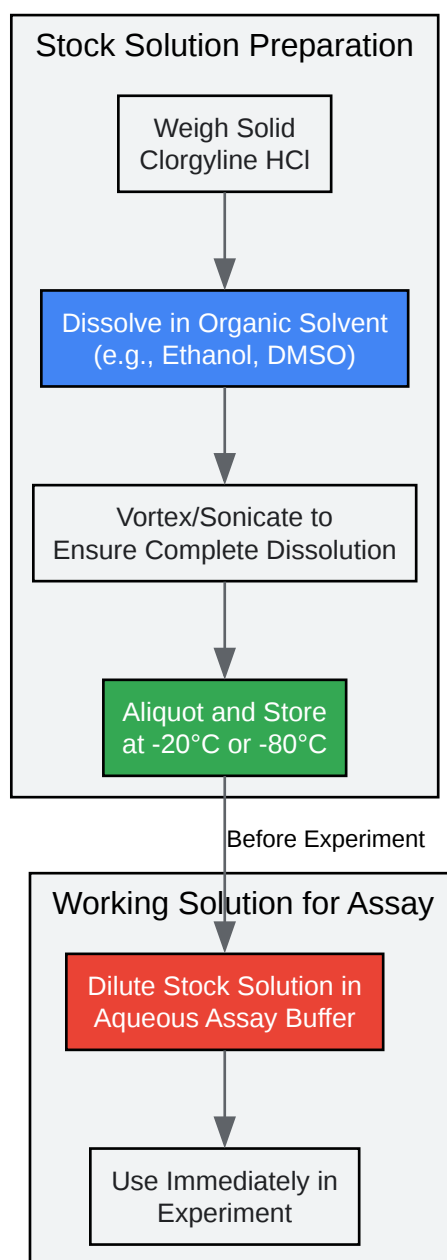 Stock Solution Preparation
Weigh Solid
Clorgyline HCl
Dissolve in Organic Solvent
(e.g., Ethanol, DMSO)
Vortex/Sonicate to
Ensure Complete Dissolution
Aliquot and Store
at -20°C or -80°C
Before Experiment
Working Solution for Assay
Dilute Stock Solution in
Aqueous Assay Buffer
Use Immediately in
Experiment